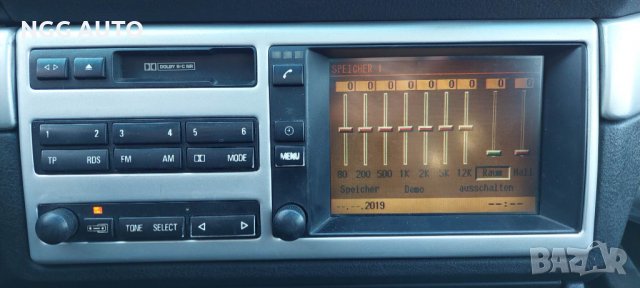 NGG AUTO
DOLBY B-C NR
SPEICHER 1
0 0 0 0 0 0 0 0 0
1 2 3 4 5 6
80 200 500 1K 2K 5K 12K Raum Hall
TP RDS FM AM MODE
MENU
Speicher Demo ausschalten
TONE SELECT
--.--.2019 --:--
BAZAR
bg